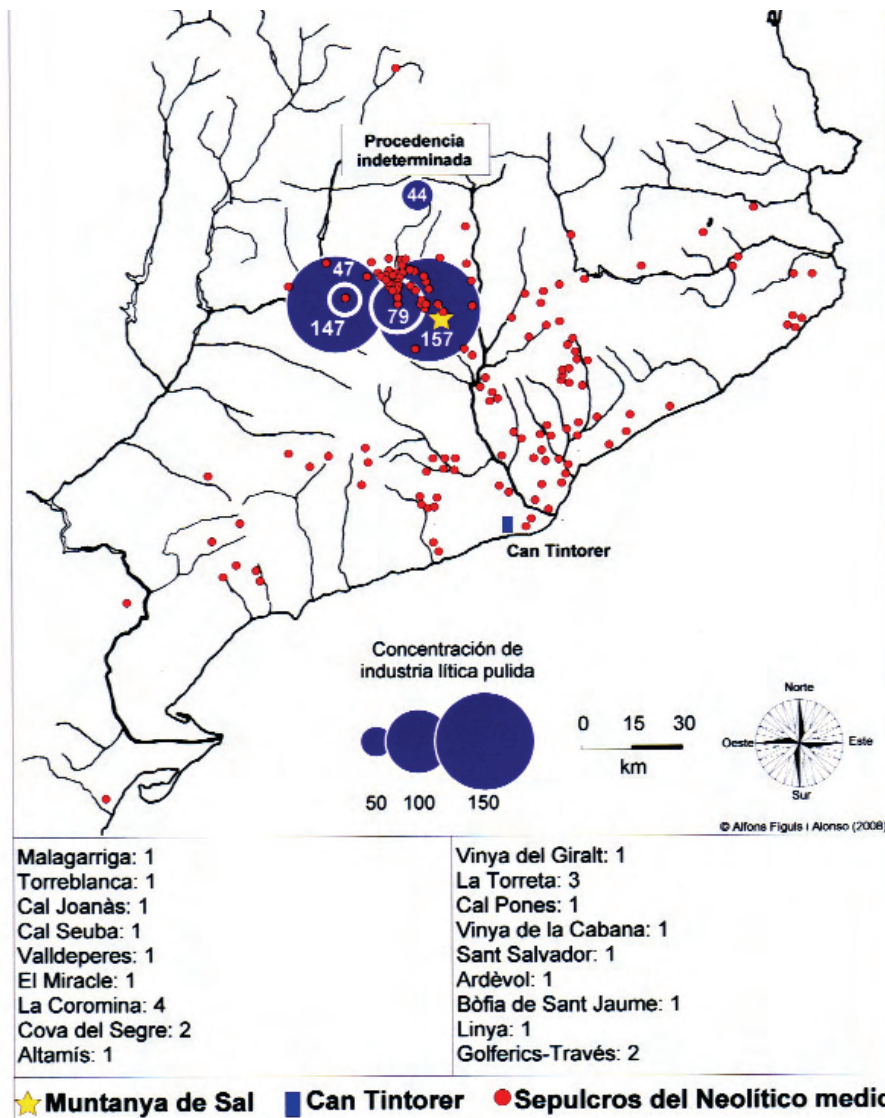 Procedencia
indeterminada
44
47
147
79
157
Can Tintorer
Concentración de
industria lítica pulida
50 100 150
0 15 30
km
Norte
Oeste
Este
Sur
© Alfons Fíguls i Alonso (2008)
Malagarriga: 1
Torreblanca: 1
Cal Joanàs: 1
Cal Seuba: 1
Valldeperes: 1
El Miracle: 1
La Coromina: 4
Cova del Segre: 2
Altamís: 1
Vinya del Giralt: 1
La Torreta: 3
Cal Pones: 1
Vinya de la Cabana: 1
Sant Salvador: 1
Ardèvol: 1
Bòfia de Sant Jaume: 1
Linya: 1
Golferics-Través: 2
Muntanya de Sal Can Tintorer Sepulcros del Neolítico medio